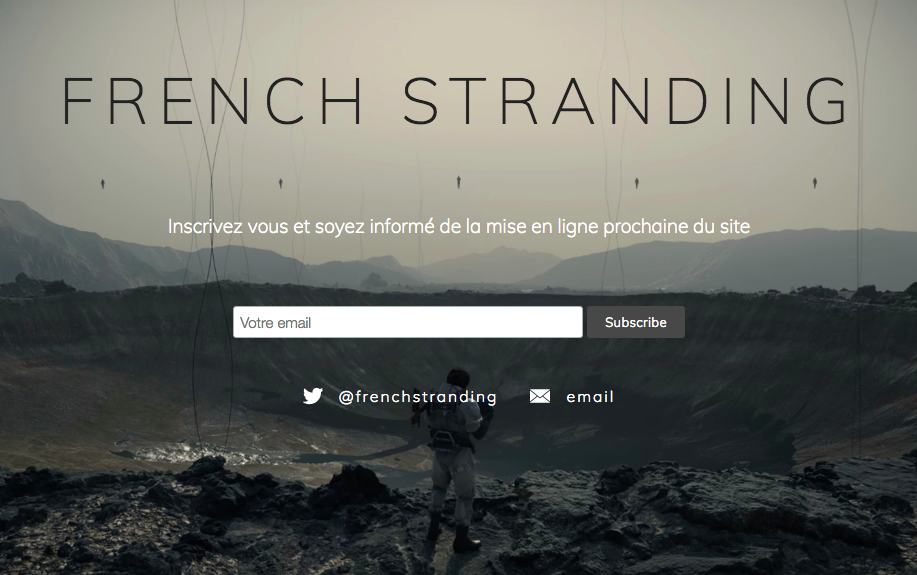 FRENCH STRANDING
Inscrivez vous et soyez informé de la mise en ligne prochaine du site
Votre email
Subscribe
@frenchstranding
email